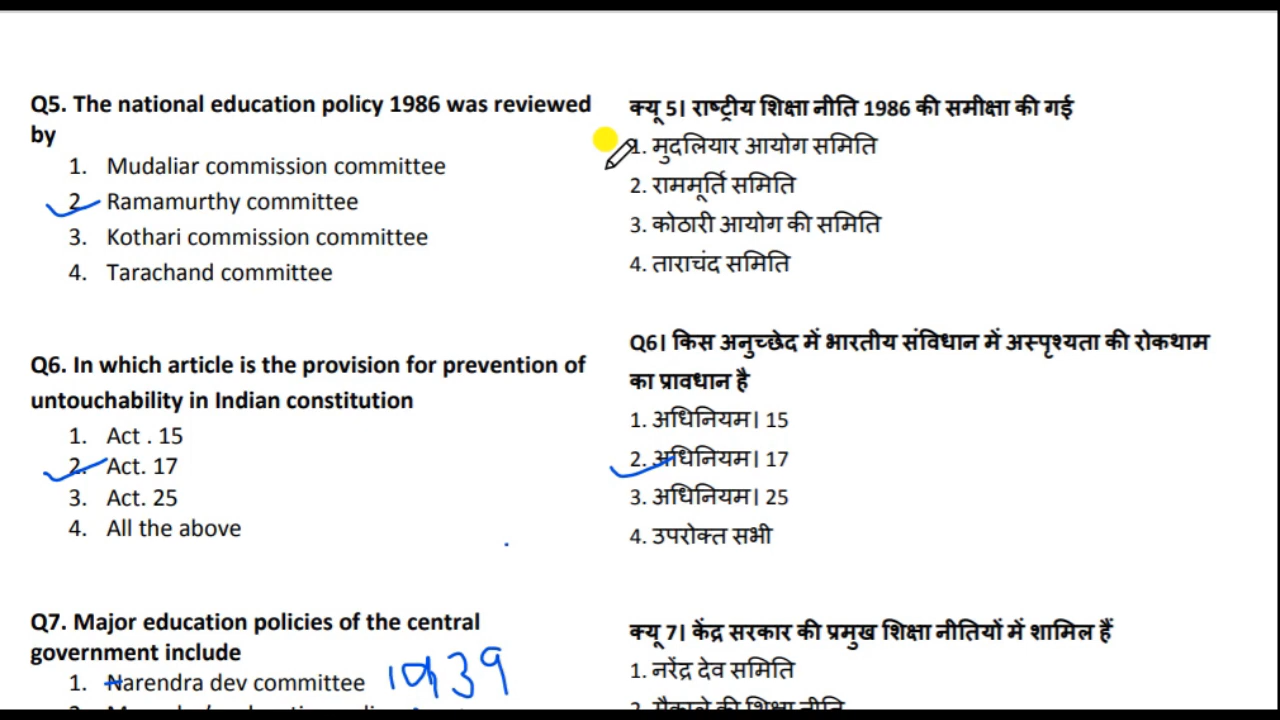 Q5. The national education policy 1986 was reviewed
by
1. Mudaliar commission committee
2. Ramamurthy committee
3. Kothari commission committee
4. Tarachand committee
Q6. In which article is the provision for prevention of
untouchability in Indian constitution
1. Act . 15
2. Act. 17
3. Act. 25
4. All the above
Q7. Major education policies of the central
government include
1. Narendra dev committee 1939
क्यू 5। राष्ट्रीय शिक्षा नीति 1986 की समीक्षा की गई
1. मुदलियार आयोग समिति
2. राममूर्ति समिति
3. कोठारी आयोग की समिति
4. ताराचंद समिति
Q6। किस अनुच्छेद में भारतीय संविधान में अस्पृश्यता की रोकथाम
का प्रावधान है
1. अधिनियम। 15
2. अधिनियम। 17
3. अधिनियम। 25
4. उपरोक्त सभी
क्यू 7। केंद्र सरकार की प्रमुख शिक्षा नीतियों में शामिल हैं
1. नरेंद्र देव समिति